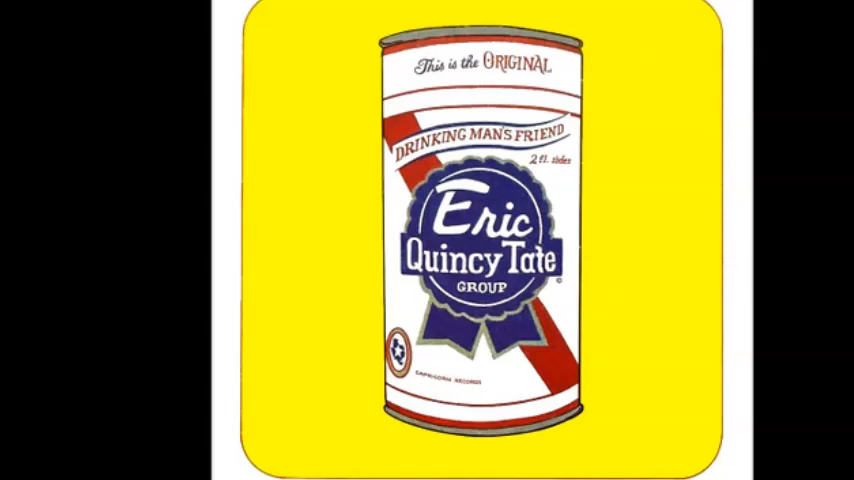 This is the ORIGINAL
DRINKING MAN'S FRIEND
2 fl. sides
Eric
Quincy Tate
GROUP
©
CAPRICORN RECORDS